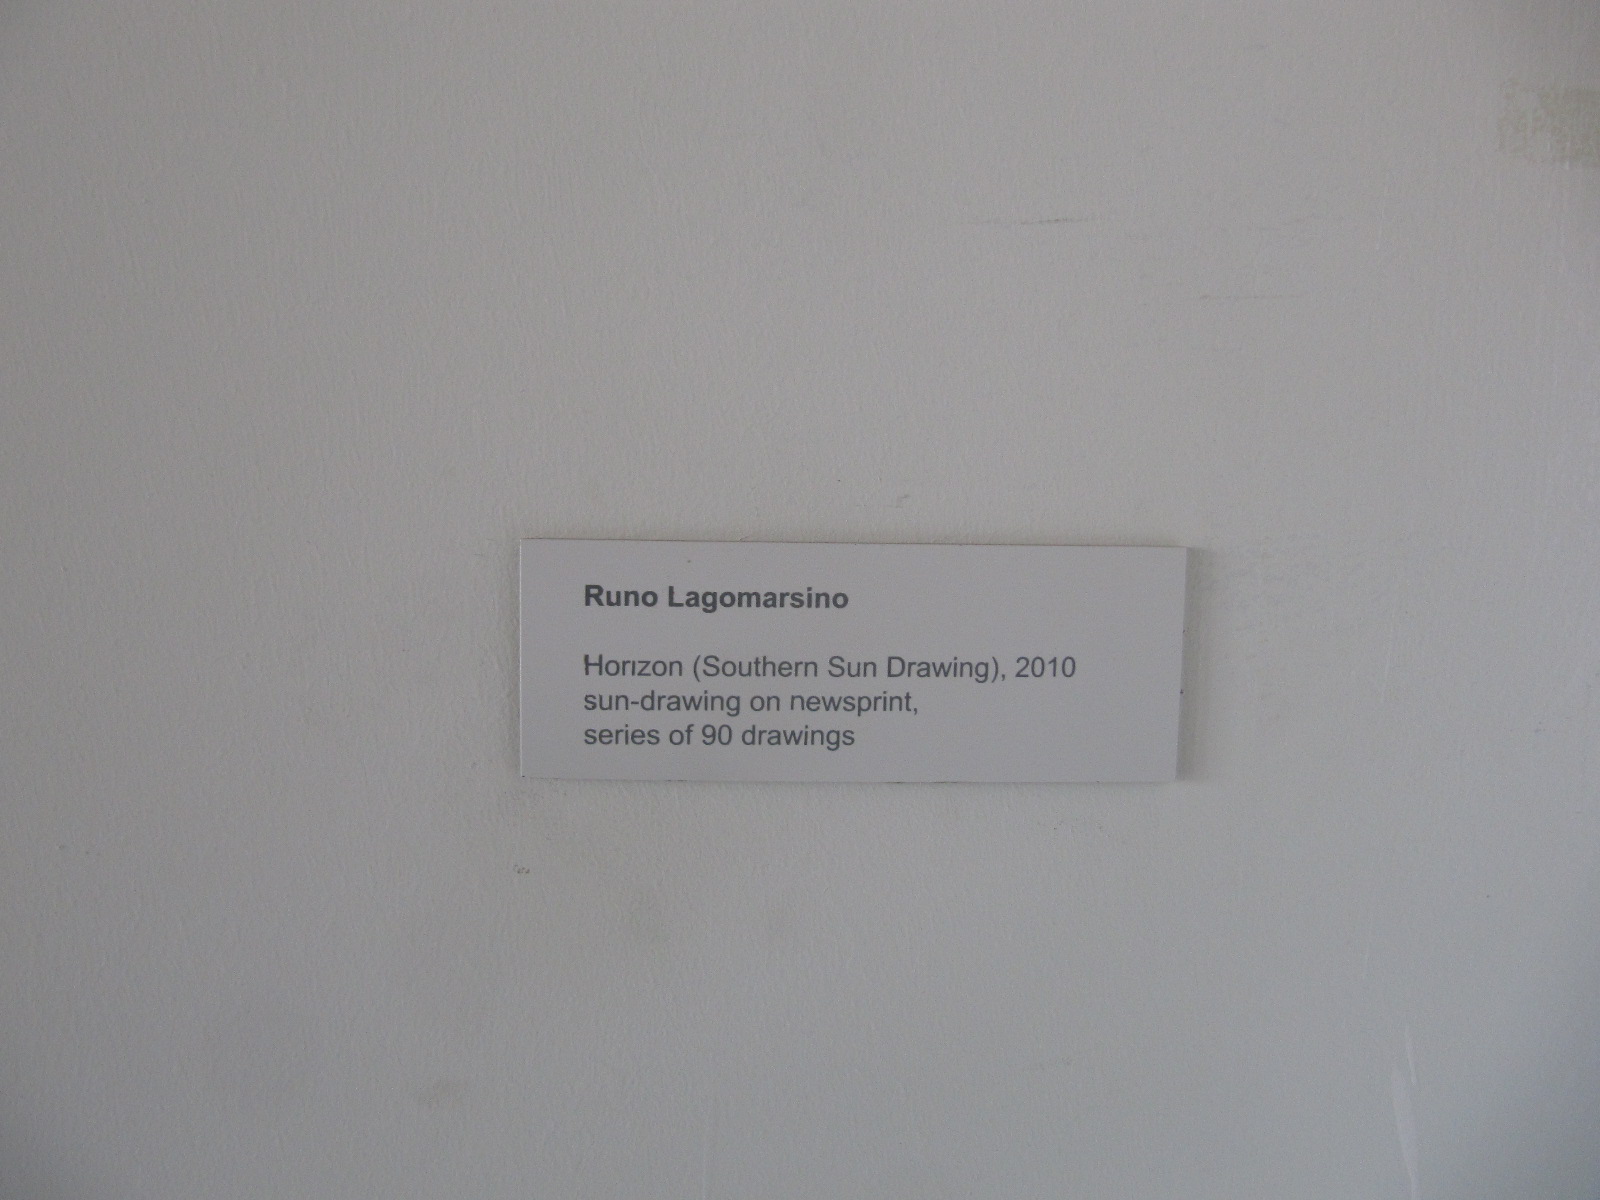 Runo Lagomarsino
Horizon (Southern Sun Drawing), 2010
sun-drawing on newsprint,
series of 90 drawings